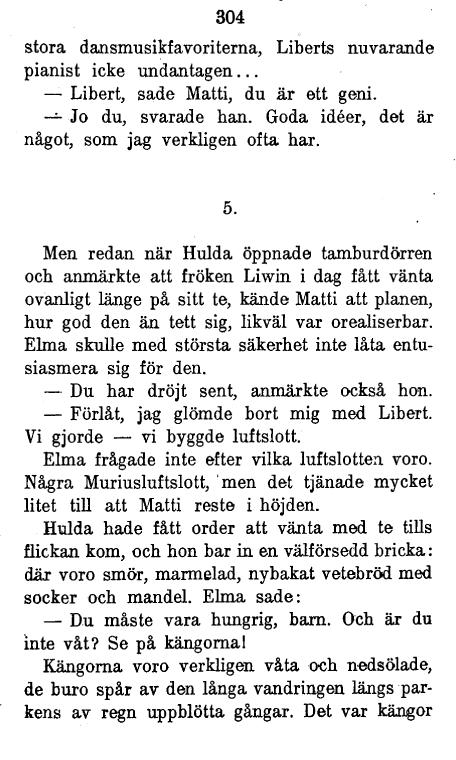 304
stora dansmusikfavoriterna, Liberts nuvarande
pianist icke undantagen...
— Libert, sade Matti, du är ett geni.
— Jo du, svarade han. Goda idéer, det är
något, som jag verkligen ofta har.
5.
Men redan när Hulda öppnade tamburdörren
och anmärkte att fröken Liwin i dag fått vänta
ovanligt länge på sitt te, kände Matti att planen,
hur god den än tett sig, likväl var orealiserbar.
Elma skulle med största säkerhet inte låta entu-
siasmera sig för den.
— Du har dröjt sent, anmärkte också hon.
— Förlåt, jag glömde bort mig med Libert.
Vi gjorde — vi byggde luftslott.
Elma frågade inte efter vilka luftslotten voro.
Några Muriusluftslott, men det tjänade mycket
litet till att Matti reste i höjden.
Hulda hade fått order att vänta med te tills
flickan kom, och hon bar in en välförsedd bricka:
där voro smör, marmelad, nybakat vetebröd med
socker och mandel. Elma sade:
— Du måste vara hungrig, barn. Och är du
inte våt? Se på kängorna!
Kängorna voro verkligen våta och nedsölade,
de buro spår av den långa vandringen längs par-
kens av regn uppblötta gångar. Det var kängor